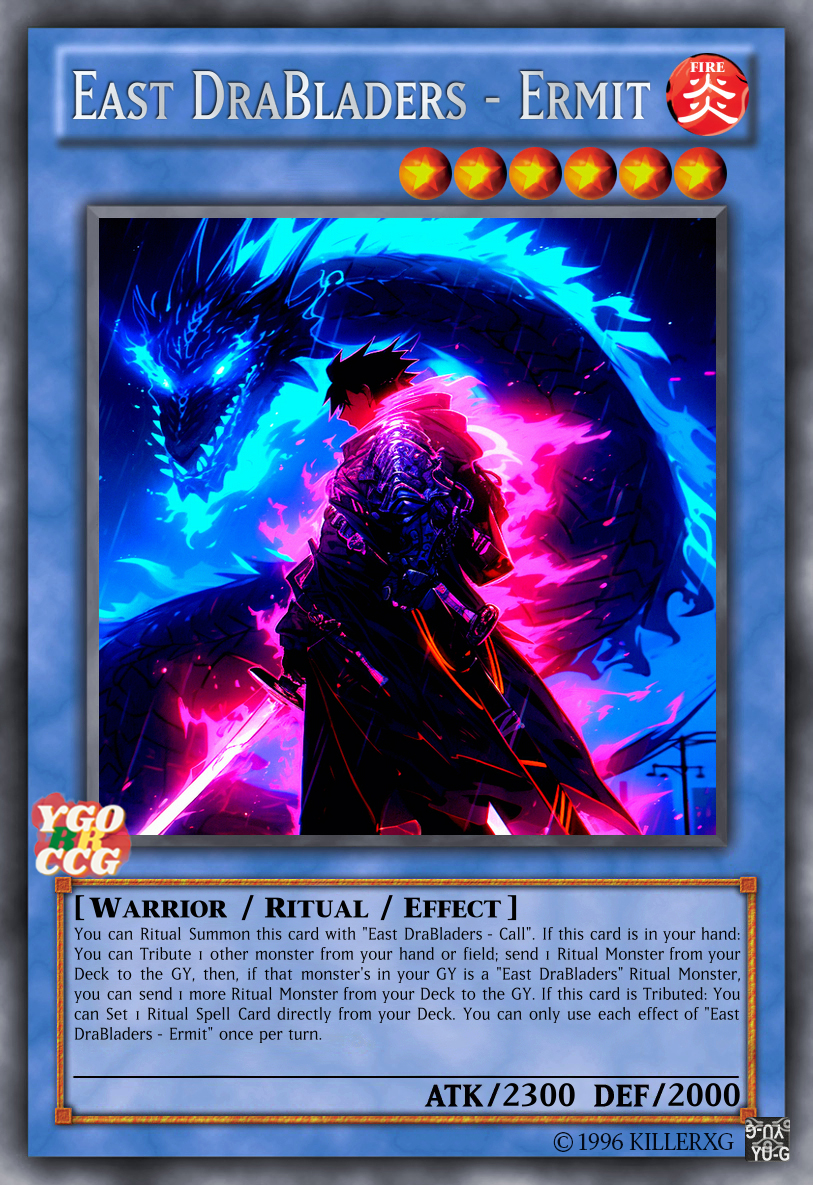 East DraBladers - Ermit
FIRE
炎
YGO
RR
CCG
[ Warrior / Ritual / Effect ]
You can Ritual Summon this card with "East DraBladers - Call". If this card is in your hand:
You can Tribute 1 other monster from your hand or field; send 1 Ritual Monster from your
Deck to the GY, then, if that monster's in your GY is a "East DraBladers" Ritual Monster,
you can send 1 more Ritual Monster from your Deck to the GY. If this card is Tributed: You
can Set 1 Ritual Spell Card directly from your Deck. You can only use each effect of "East
DraBladers - Ermit" once per turn.
ATK/2300 DEF/2000
© 1996 KILLERXG
YU-G